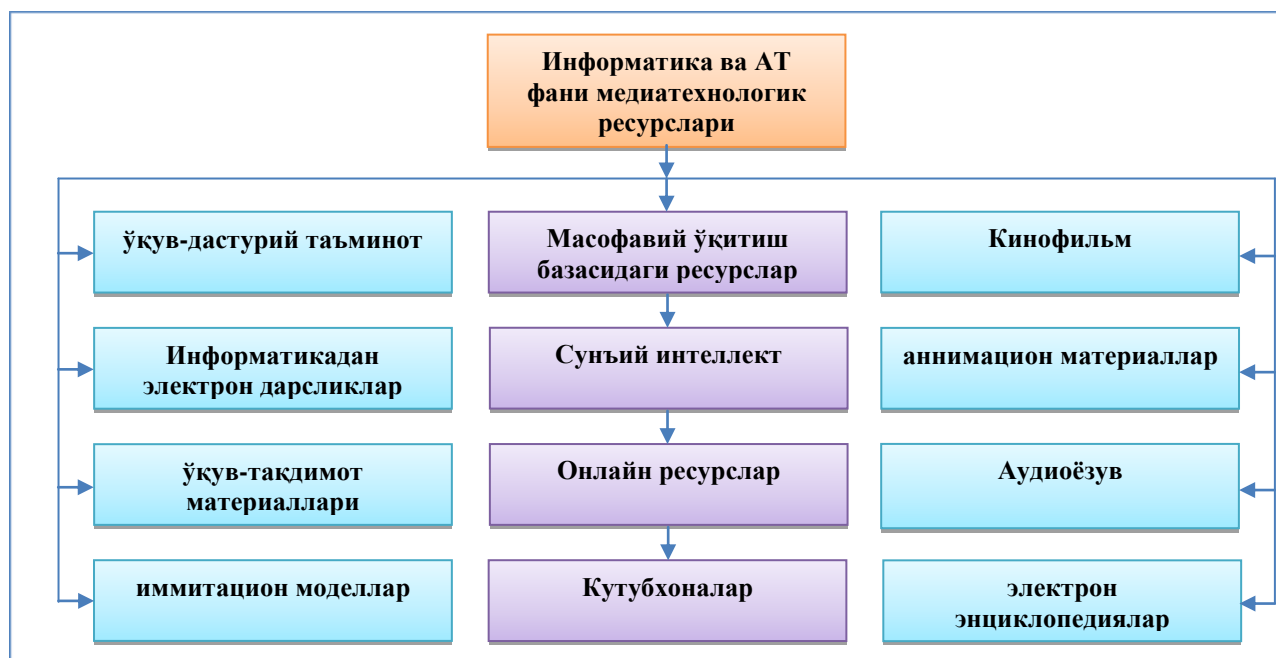 Информатика ва АТ
фани медиатехнологик
ресурслари
ўқув-дастурий таъминот
Масофавий ўқитиш
базасидаги ресурслар
Кинофильм
Информатикадан
электрон дарсликлар
Сунъий интеллект
аннимацион материаллар
ўқув-тақдимот
материаллари
Онлайн ресурслар
Аудиоёзув
иммитацион моделлар
Кутубхоналар
электрон
энциклопедиялар